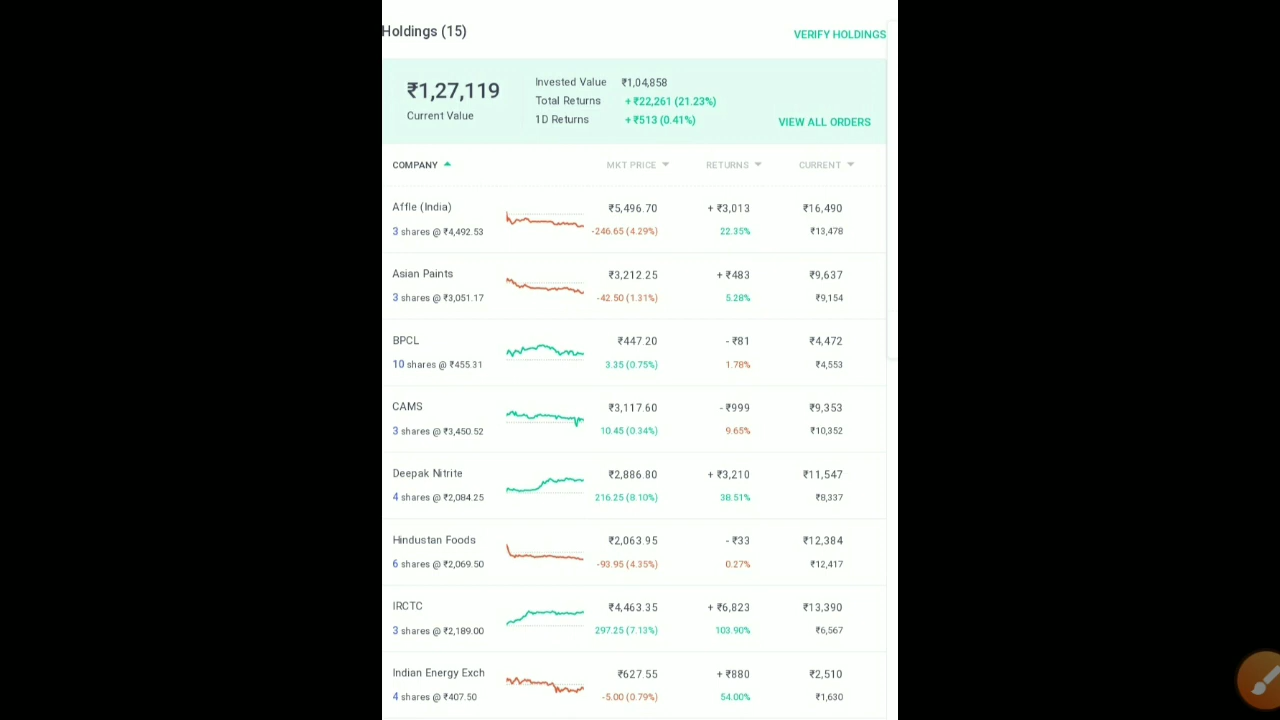 Holdings (15)
VERIFY HOLDINGS
₹1,27,119
Current Value
Invested Value ₹1,04,858
Total Returns +₹22,261 (21.23%)
1D Returns +₹513 (0.41%)
VIEW ALL ORDERS
COMPANY MKT PRICE RETURNS CURRENT
Affle (India) ₹5,496.70 + ₹3,013 ₹16,490
3 shares @ ₹4,492.53 -246.65 (4.29%) 22.35% ₹13,478
Asian Paints ₹3,212.25 + ₹483 ₹9,637
3 shares @ ₹3,051.17 -42.50 (1.31%) 5.28% ₹9,154
BPCL ₹447.20 - ₹81 ₹4,472
10 shares @ ₹455.31 3.35 (0.75%) 1.78% ₹4,553
CAMS ₹3,117.60 - ₹999 ₹9,353
3 shares @ ₹3,450.52 10.45 (0.34%) 9.65% ₹10,352
Deepak Nitrite ₹2,886.80 + ₹3,210 ₹11,547
4 shares @ ₹2,084.25 216.25 (8.10%) 38.51% ₹8,337
Hindustan Foods ₹2,063.95 - ₹33 ₹12,384
6 shares @ ₹2,069.50 -93.95 (4.35%) 0.27% ₹12,417
IRCTC ₹4,463.35 + ₹6,823 ₹13,390
3 shares @ ₹2,189.00 297.25 (7.13%) 103.90% ₹6,567
Indian Energy Exch ₹627.55 + ₹880 ₹2,510
4 shares @ ₹407.50 -5.00 (0.79%) 54.00% ₹1,630